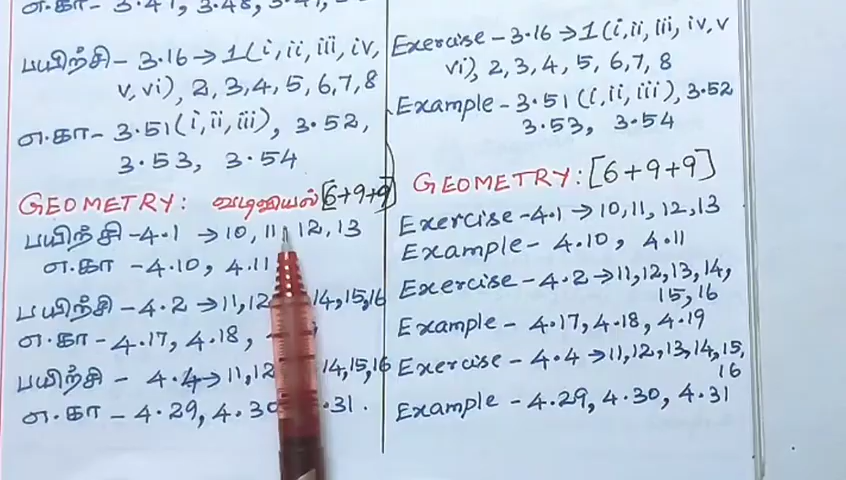 எ.கா - 3.47, 3.48,
பயிற்சி - 3.16 → 1(i, ii, iii, iv,
v, vi), 2, 3, 4, 5, 6, 7, 8
எ.கா - 3.51(i, ii, iii), 3.52,
3.53, 3.54
GEOMETRY: வடிவியல் [6+9+9]
பயிற்சி - 4.1 → 10, 11, 12, 13
எ.கா - 4.10, 4.11
பயிற்சி - 4.2 → 11, 12 14, 15, 16
எ.கா - 4.17, 4.18,
பயிற்சி - 4.4 → 11, 12 14, 15, 16
எ.கா - 4.29, 4.30 .31.
Exercise - 3.16 → 1(i, ii, iii, iv, v
vi), 2, 3, 4, 5, 6, 7, 8
Example - 3.51 (i, ii, iii), 3.52
3.53, 3.54
GEOMETRY: [6+9+9]
Exercise - 4.1 → 10, 11, 12, 13
Example - 4.10, 4.11
Exercise - 4.2 → 11, 12, 13, 14,
15, 16
Example - 4.17, 4.18, 4.19
Exercise - 4.4 → 11, 12, 13, 14, 15,
16
Example - 4.29, 4.30, 4.31